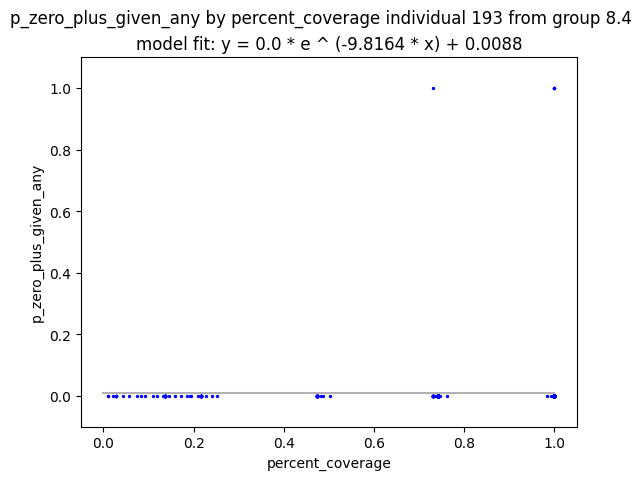 p_zero_plus_given_any by percent_coverage individual 193 from group 8.4
model fit: y = 0.0 * e ^ (-9.8164 * x) + 0.0088
p_zero_plus_given_any
1.0
0.8
0.6
0.4
0.2
0.0
0.0 0.2 0.4 0.6 0.8 1.0
percent_coverage